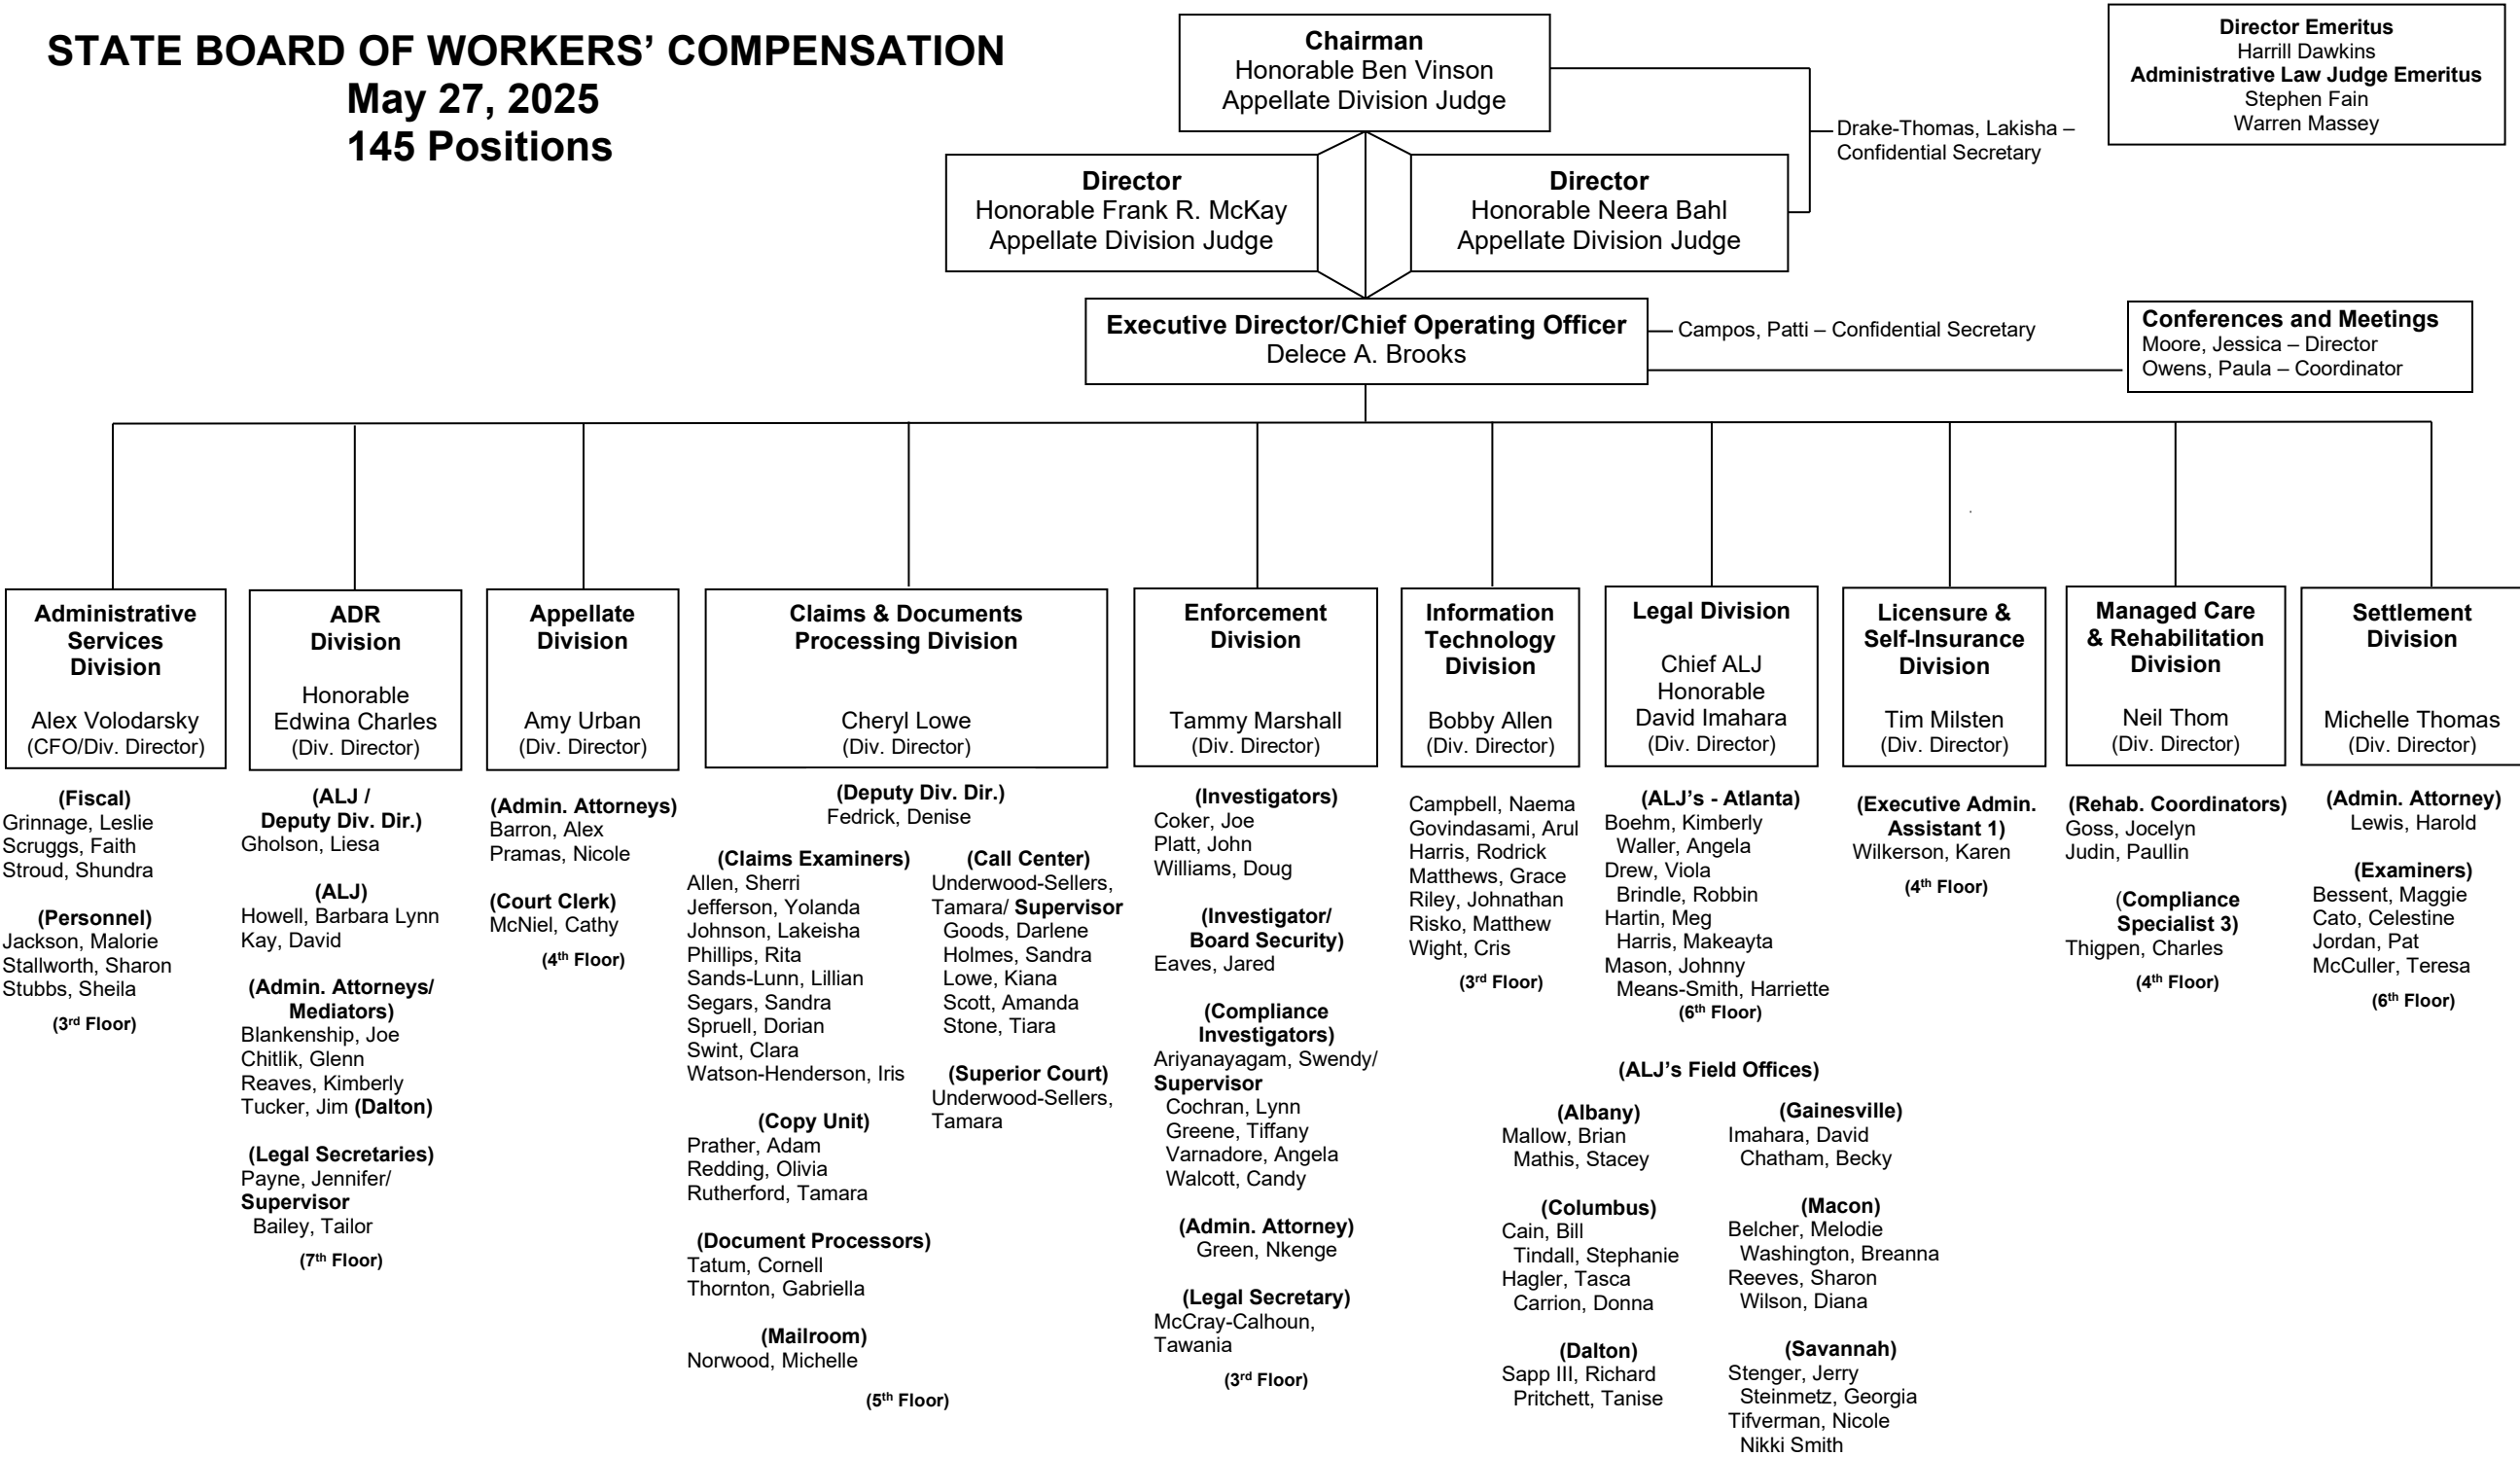 STATE BOARD OF WORKERS’ COMPENSATION
May 27, 2025
145 Positions
Chairman
Honorable Ben Vinson
Appellate Division Judge
Director Emeritus
Harrill Dawkins
Administrative Law Judge Emeritus
Stephen Fain
Warren Massey
Drake-Thomas, Lakisha –
Confidential Secretary
Director
Honorable Frank R. McKay
Appellate Division Judge
Director
Honorable Neera Bahl
Appellate Division Judge
Executive Director/Chief Operating Officer
Delece A. Brooks
Campos, Patti – Confidential Secretary
Conferences and Meetings
Moore, Jessica – Director
Owens, Paula – Coordinator
Administrative
Services
Division
Alex Volodarsky
(CFO/Div. Director)
(Fiscal)
Grinnage, Leslie
Scruggs, Faith
Stroud, Shundra
(Personnel)
Jackson, Malorie
Stallworth, Sharon
Stubbs, Sheila
(3rd Floor)
ADR
Division
Honorable
Edwina Charles
(Div. Director)
(ALJ /
Deputy Div. Dir.)
Gholson, Liesa
(ALJ)
Howell, Barbara Lynn
Kay, David
(Admin. Attorneys/
Mediators)
Blankenship, Joe
Chitlik, Glenn
Reaves, Kimberly
Tucker, Jim (Dalton)
(Legal Secretaries)
Payne, Jennifer/
Supervisor
Bailey, Tailor
(7th Floor)
Appellate
Division
Amy Urban
(Div. Director)
(Admin. Attorneys)
Barron, Alex
Pramas, Nicole
(Court Clerk)
McNiel, Cathy
(4th Floor)
Claims & Documents
Processing Division
Cheryl Lowe
(Div. Director)
(Deputy Div. Dir.)
Fedrick, Denise
(Claims Examiners)
Allen, Sherri
Jefferson, Yolanda
Johnson, Lakeisha
Phillips, Rita
Sands-Lunn, Lillian
Segars, Sandra
Spruell, Dorian
Swint, Clara
Watson-Henderson, Iris
(Copy Unit)
Prather, Adam
Redding, Olivia
Rutherford, Tamara
(Document Processors)
Tatum, Cornell
Thornton, Gabriella
(Mailroom)
Norwood, Michelle
(Call Center)
Underwood-Sellers,
Tamara/ Supervisor
Goods, Darlene
Holmes, Sandra
Lowe, Kiana
Scott, Amanda
Stone, Tiara
(Superior Court)
Underwood-Sellers,
Tamara
(5th Floor)
Enforcement
Division
Tammy Marshall
(Div. Director)
(Investigators)
Coker, Joe
Platt, John
Williams, Doug
(Investigator/
Board Security)
Eaves, Jared
(Compliance
Investigators)
Ariyanayagam, Swendy/
Supervisor
Cochran, Lynn
Greene, Tiffany
Varnadore, Angela
Walcott, Candy
(Admin. Attorney)
Green, Nkenge
(Legal Secretary)
McCray-Calhoun,
Tawania
(3rd Floor)
Information
Technology
Division
Bobby Allen
(Div. Director)
Campbell, Naema
Govindasami, Arul
Harris, Rodrick
Matthews, Grace
Riley, Johnathan
Risko, Matthew
Wight, Cris
(3rd Floor)
Legal Division
Chief ALJ
Honorable
David Imahara
(Div. Director)
(ALJ’s - Atlanta)
Boehm, Kimberly
Waller, Angela
Drew, Viola
Brindle, Robbin
Hartin, Meg
Harris, Makeayta
Mason, Johnny
Means-Smith, Harriette
(6th Floor)
(ALJ’s Field Offices)
(Albany)
Mallow, Brian
Mathis, Stacey
(Columbus)
Cain, Bill
Tindall, Stephanie
Hagler, Tasca
Carrion, Donna
(Dalton)
Sapp III, Richard
Pritchett, Tanise
(Gainesville)
Imahara, David
Chatham, Becky
(Macon)
Belcher, Melodie
Washington, Breanna
Reeves, Sharon
Wilson, Diana
(Savannah)
Stenger, Jerry
Steinmetz, Georgia
Tifverman, Nicole
Nikki Smith
Licensure &
Self-Insurance
Division
Tim Milsten
(Div. Director)
(Executive Admin.
Assistant 1)
Wilkerson, Karen
(4th Floor)
Managed Care
& Rehabilitation
Division
Neil Thom
(Div. Director)
(Rehab. Coordinators)
Goss, Jocelyn
Judin, Paullin
(Compliance
Specialist 3)
Thigpen, Charles
(4th Floor)
Settlement
Division
Michelle Thomas
(Div. Director)
(Admin. Attorney)
Lewis, Harold
(Examiners)
Bessent, Maggie
Cato, Celestine
Jordan, Pat
McCuller, Teresa
(6th Floor)